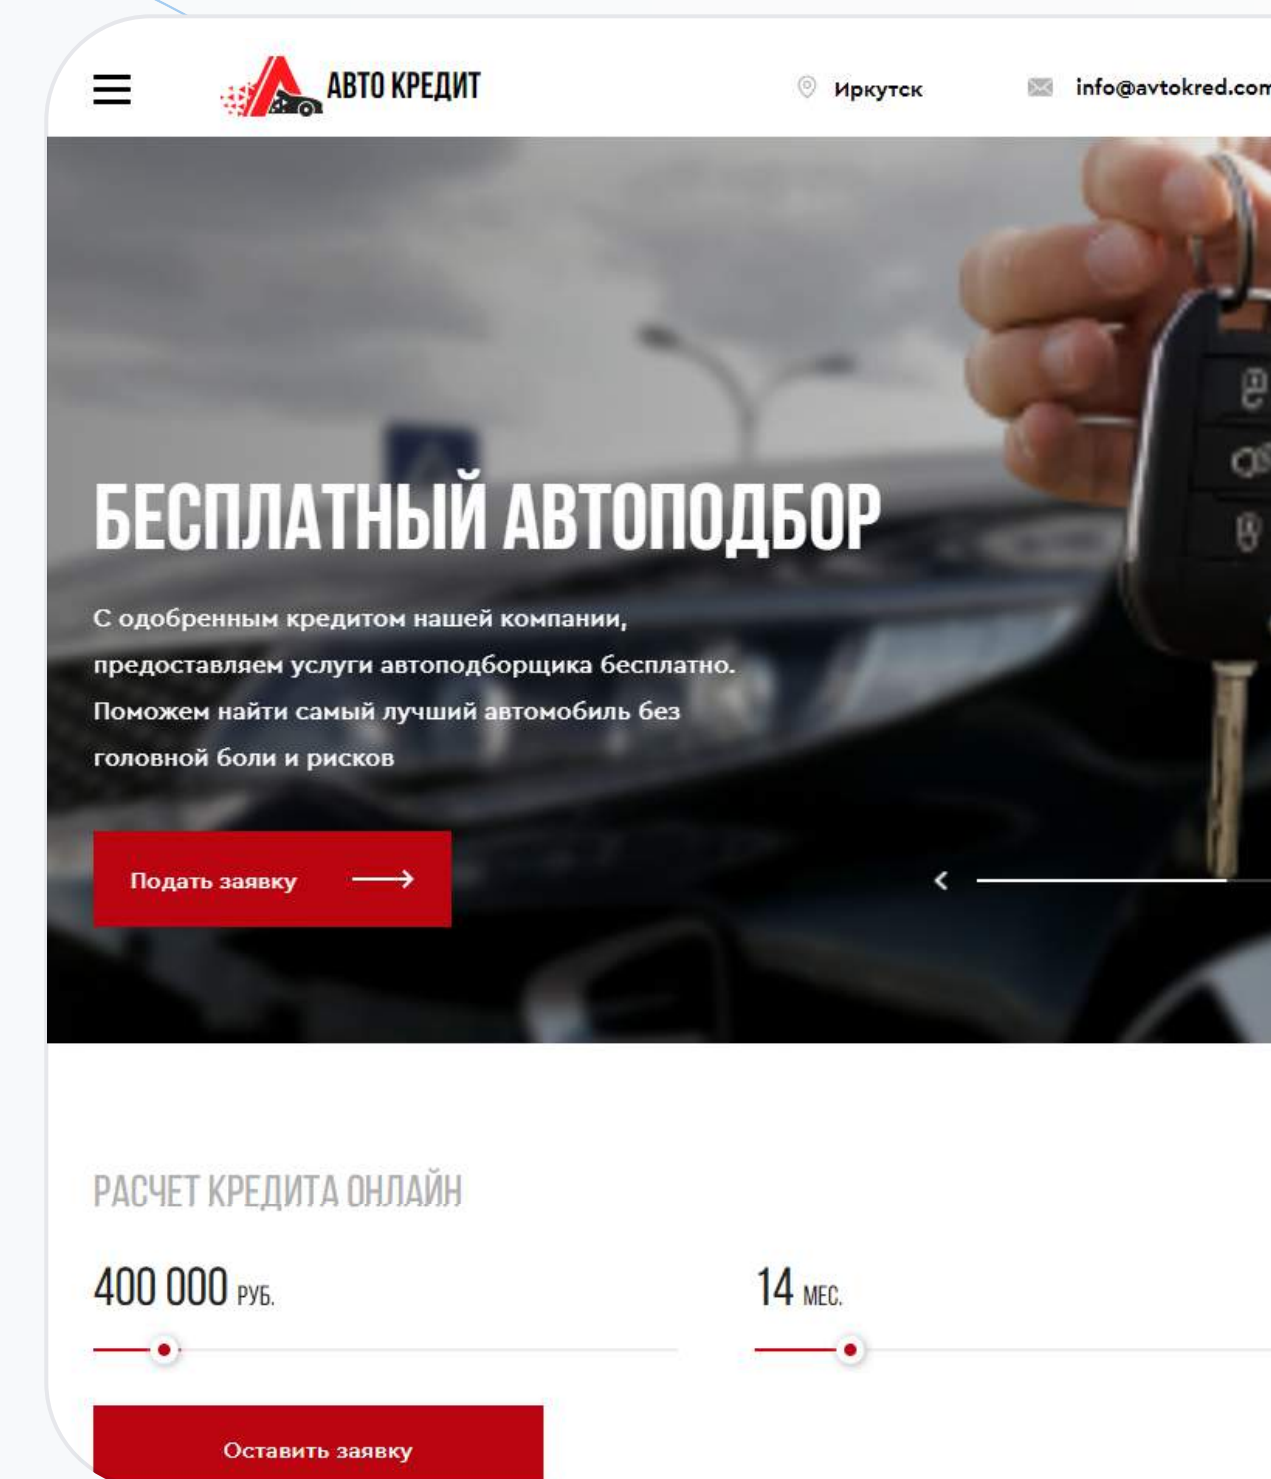 АВТО КРЕДИТ
Иркутск
info@avtokred.com
БЕСПЛАТНЫЙ АВТОПОДБОР
С одобренным кредитом нашей компании,
предоставляем услуги автоподборщика бесплатно.
Поможем найти самый лучший автомобиль без
головной боли и рисков
Подать заявку
РАСЧЕТ КРЕДИТА ОНЛАЙН
400 000 РУБ.
14 МЕС.
Оставить заявку